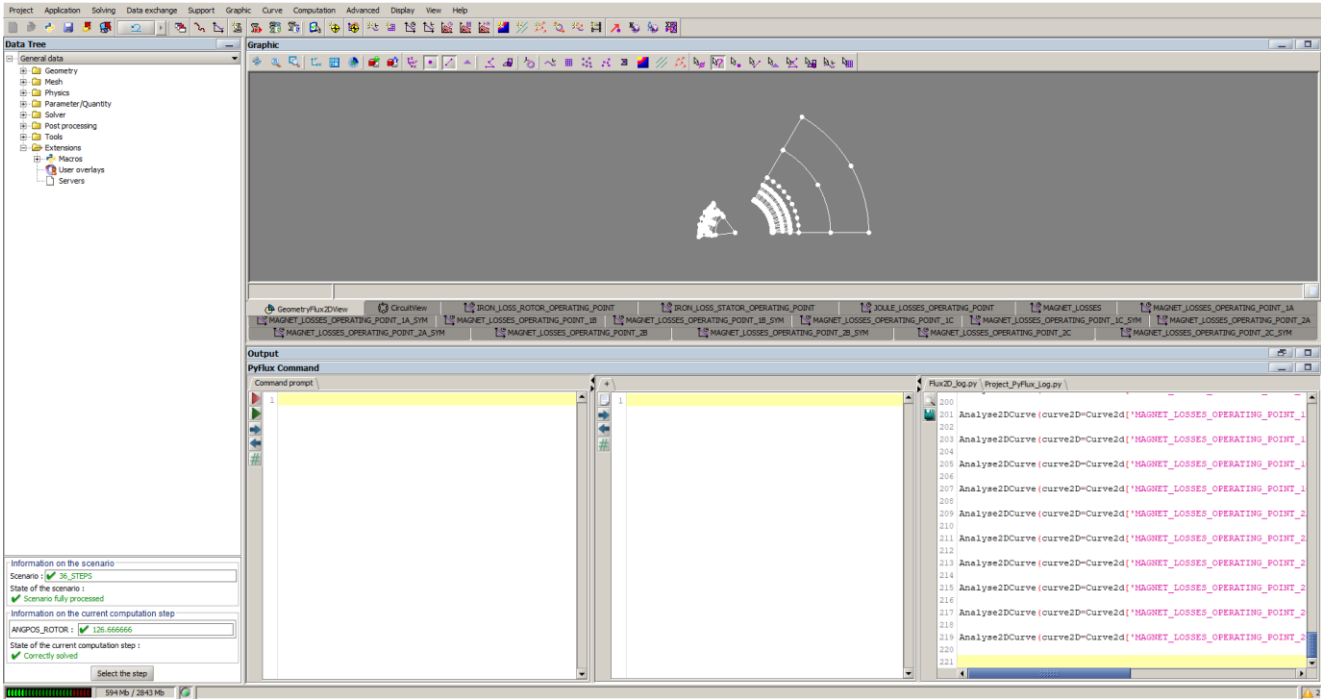 Project Application Solving Data exchange Support Graphic Curve Computation Advanced Display View Help
Data Tree
General data
Geometry
Mesh
Physics
Parameter/Quantity
Solver
Post processing
Tools
Extensions
Macros
User overlays
Servers
Information on the scenario
Scenario : 36_STEPS
State of the scenario :
Scenario fully processed
Information on the current computation step
ANGPOS_ROTOR : 126.666666
State of the current computation step :
Correctly solved
Select the step
594 Mb / 2843 Mb
Graphic
GeometryFlux2DView CircuitView IRON_LOSS_ROTOR_OPERATING_POINT IRON_LOSS_STATOR_OPERATING_POINT JOULE_LOSSES_OPERATING_POINT MAGNET_LOSSES MAGNET_LOSSES_OPERATING_POINT_1A
MAGNET_LOSSES_OPERATING_POINT_1A_SYM MAGNET_LOSSES_OPERATING_POINT_1B MAGNET_LOSSES_OPERATING_POINT_1B_SYM MAGNET_LOSSES_OPERATING_POINT_1C MAGNET_LOSSES_OPERATING_POINT_1C_SYM MAGNET_LOSSES_OPERATING_POINT_2A
MAGNET_LOSSES_OPERATING_POINT_2A_SYM MAGNET_LOSSES_OPERATING_POINT_2B MAGNET_LOSSES_OPERATING_POINT_2B_SYM MAGNET_LOSSES_OPERATING_POINT_2C MAGNET_LOSSES_OPERATING_POINT_2C_SYM
Output
PyFlux Command
Command prompt
1
+
1
Flux2D_log.py Project_PyFlux_Log.py
200
201 Analyse2DCurve(curve2D=Curve2d['MAGNET_LOSSES_OPERATING_POINT_1
202
203 Analyse2DCurve(curve2D=Curve2d['MAGNET_LOSSES_OPERATING_POINT_1
204
205 Analyse2DCurve(curve2D=Curve2d['MAGNET_LOSSES_OPERATING_POINT_1
206
207 Analyse2DCurve(curve2D=Curve2d['MAGNET_LOSSES_OPERATING_POINT_1
208
209 Analyse2DCurve(curve2D=Curve2d['MAGNET_LOSSES_OPERATING_POINT_2
210
211 Analyse2DCurve(curve2D=Curve2d['MAGNET_LOSSES_OPERATING_POINT_2
212
213 Analyse2DCurve(curve2D=Curve2d['MAGNET_LOSSES_OPERATING_POINT_2
214
215 Analyse2DCurve(curve2D=Curve2d['MAGNET_LOSSES_OPERATING_POINT_2
216
217 Analyse2DCurve(curve2D=Curve2d['MAGNET_LOSSES_OPERATING_POINT_2
218
219 Analyse2DCurve(curve2D=Curve2d['MAGNET_LOSSES_OPERATING_POINT_2
220
221
2